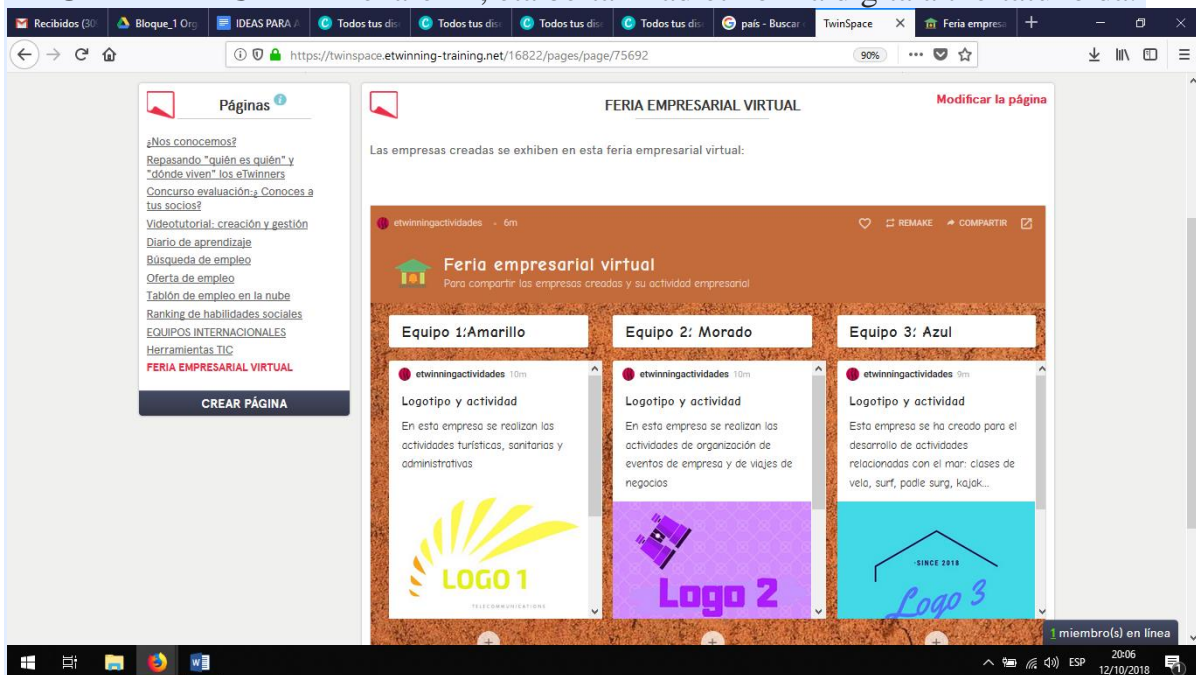 Recibidos (30
Bloque_1 Org
IDEAS PARA A
Todos tus dise
Todos tus dise
Todos tus dise
Todos tus dise
país - Buscar
TwinSpace
Feria empresa
https://twinspace.etwinning-training.net/16822/pages/page/75692
90%
Páginas
¿Nos conocemos?
Repasando "quién es quién" y
"dónde viven" los eTwinners
Concurso evaluación:¿ Conoces a
tus socios?
Videotutorial: creación y gestión
Diario de aprendizaje
Búsqueda de empleo
Oferta de empleo
Tablón de empleo en la nube
Ranking de habilidades sociales
EQUIPOS INTERNACIONALES
Herramientas TIC
FERIA EMPRESARIAL VIRTUAL
CREAR PÁGINA
FERIA EMPRESARIAL VIRTUAL
Modificar la página
Las empresas creadas se exhiben en esta feria empresarial virtual:
etwinningactividades - 6m
REMAKE
COMPARTIR
Feria empresarial virtual
Para compartir las empresas creadas y su actividad empresarial
Equipo 1:Amarillo
etwinningactividades 10m
Logotipo y actividad
En esta empresa se realizan las
actividades turísticas, sanitarias y
administrativas
LOGO 1
TELECOMMUNICATIONS
Equipo 2: Morado
etwinningactividades 10m
Logotipo y actividad
En esta empresa se realizan las
actividades de organización de
eventos de empresa y de viajes de
negocios
Logo 2
Equipo 3: Azul
etwinningactividades 9m
Logotipo y actividad
Esta empresa se ha creado para el
desarrollo de actividades
relacionadas con el mar: clases de
vela, surf, padle surg, kajak...
·SINCE 2018
Logo 3
1 miembro(s) en línea
ESP
20:06
12/10/2018